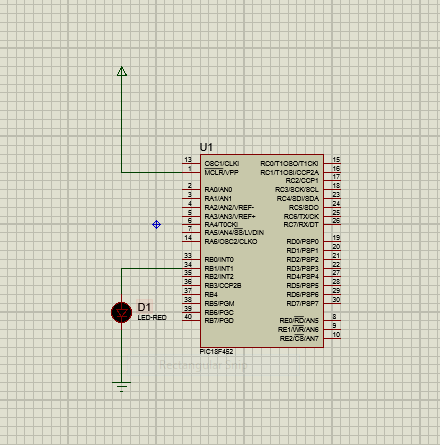 U1
13 OSC1/CLKI RC0/T1OSO/T1CKI 15
1 MCLR/VPP RC1/T1OSI/CCP2A 16
RC2/CCP1 17
2 RA0/AN0 RC3/SCK/SCL 18
3 RA1/AN1 RC4/SDI/SDA 23
4 RA2/AN2/VREF- RC5/SDO 24
5 RA3/AN3/VREF+ RC6/TX/CK 25
6 RA4/T0CKI RC7/RX/DT 26
7 RA5/AN4/SS/LVDIN
14 RA6/OSC2/CLKO RD0/PSP0 19
RD1/PSP1 20
33 RB0/INT0 RD2/PSP2 21
34 RB1/INT1 RD3/PSP3 22
35 RB2/INT2 RD4/PSP4 27
36 RB3/CCP2B RD5/PSP5 28
37 RB4 RD6/PSP6 29
38 RB5/PGM RD7/PSP7 30
39 RB6/PGC
40 RB7/PGD RE0/RD/AN5 8
RE1/WR/AN6 9
RE2/CS/AN7 10
D1
LED-RED
PIC18F452
Rectangular Snip